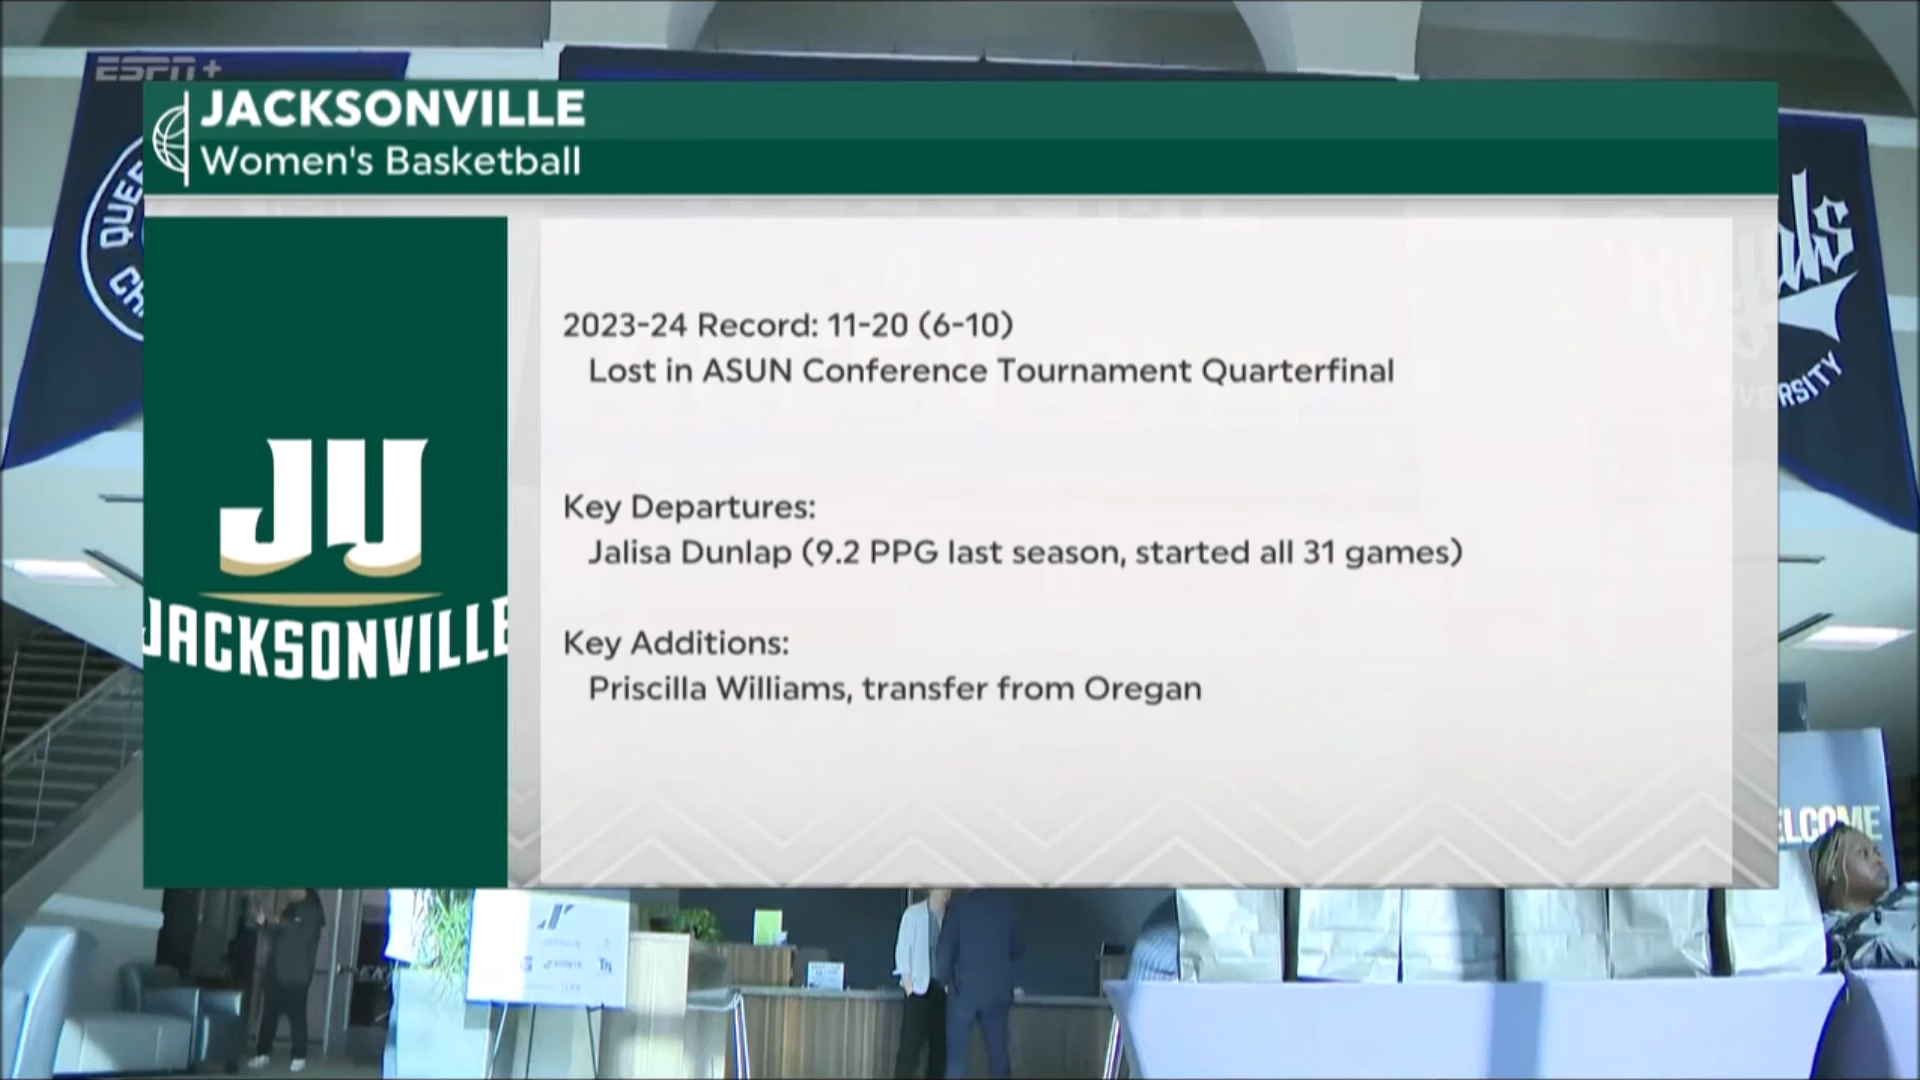 ESPN+
JACKSONVILLE
Women's Basketball
2023-24 Record: 11-20 (6-10)
Lost in ASUN Conference Tournament Quarterfinal
Key Departures:
Jalisa Dunlap (9.2 PPG last season, started all 31 games)
Key Additions:
Priscilla Williams, transfer from Oregan
JU
JACKSONVILLE